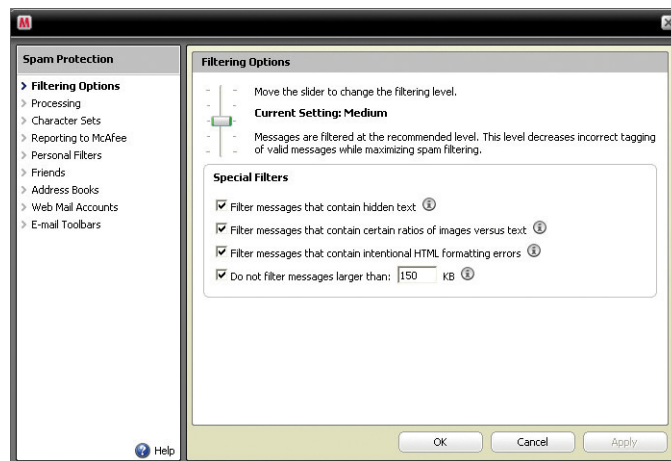 M
Spam Protection
> Filtering Options
> Processing
> Character Sets
> Reporting to McAfee
> Personal Filters
> Friends
> Address Books
> Web Mail Accounts
> E-mail Toolbars
Help
Filtering Options
Move the slider to change the filtering level.
Current Setting: Medium
Messages are filtered at the recommended level. This level decreases incorrect tagging
of valid messages while maximizing spam filtering.
Special Filters
Filter messages that contain hidden text
Filter messages that contain certain ratios of images versus text
Filter messages that contain intentional HTML formatting errors
Do not filter messages larger than: 150 KB
OK Cancel Apply